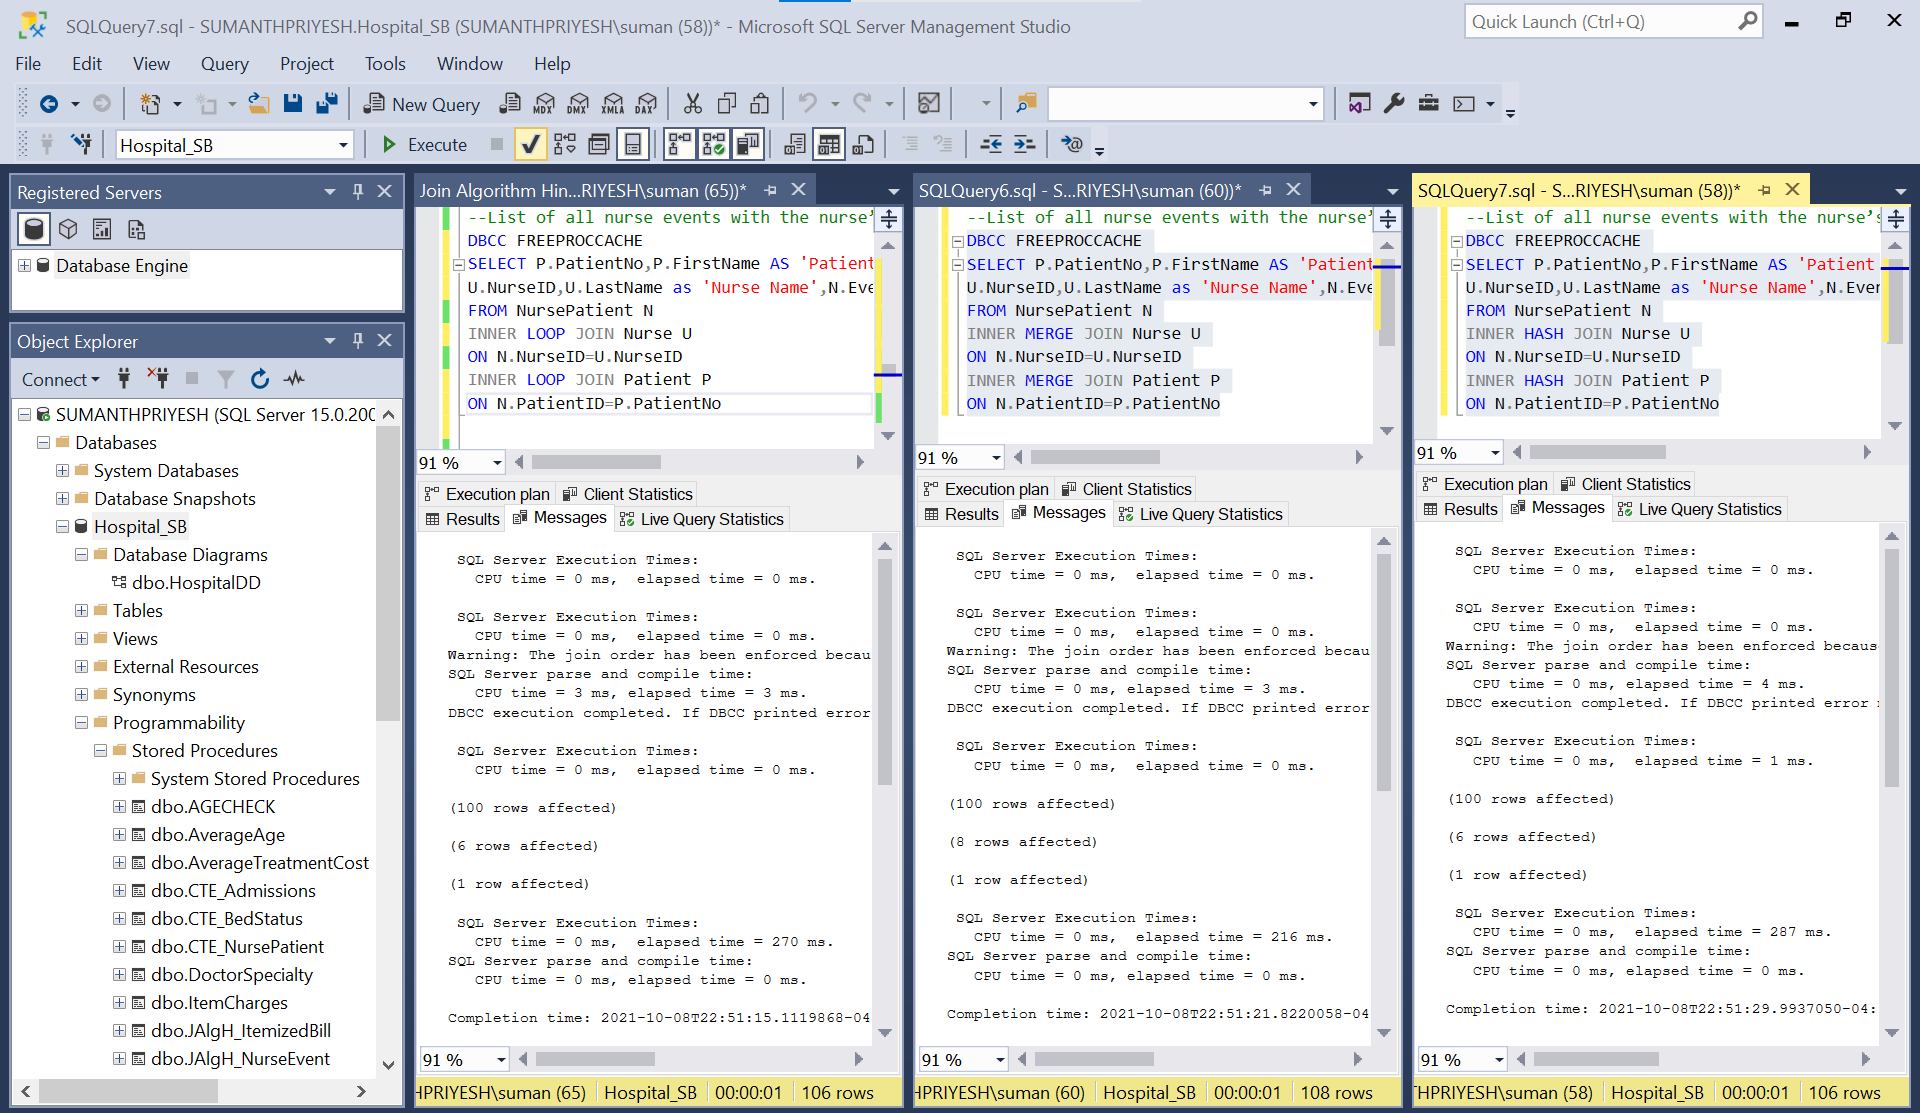 SQLQuery7.sql - SUMANTHPRIYESH.Hospital_SB (SUMANTHPRIYESH\suman (58))* - Microsoft SQL Server Management Studio
Quick Launch (Ctrl+Q)
File Edit View Query Project Tools Window Help
New Query MDX DMX XMLA DAX
Hospital_SB Execute
Registered Servers
Database Engine
Object Explorer
Connect
SUMANTHPRIYESH (SQL Server 15.0.200
Databases
System Databases
Database Snapshots
Hospital_SB
Database Diagrams
dbo.HospitalDD
Tables
Views
External Resources
Synonyms
Programmability
Stored Procedures
System Stored Procedures
dbo.AGECHECK
dbo.AverageAge
dbo.AverageTreatmentCost
dbo.CTE_Admissions
dbo.CTE_BedStatus
dbo.CTE_NursePatient
dbo.DoctorSpecialty
dbo.ItemCharges
dbo.JAlgH_ItemizedBill
dbo.JAlgH_NurseEvent
Join Algorithm Hin...RIYESH\suman (65))*
--List of all nurse events with the nurse’
DBCC FREEPROCCACHE
SELECT P.PatientNo,P.FirstName AS 'Patient
U.NurseID,U.LastName as 'Nurse Name',N.Eve
FROM NursePatient N
INNER LOOP JOIN Nurse U
ON N.NurseID=U.NurseID
INNER LOOP JOIN Patient P
ON N.PatientID=P.PatientNo
91 %
Execution plan Client Statistics
Results Messages Live Query Statistics
SQL Server Execution Times:
CPU time = 0 ms, elapsed time = 0 ms.
SQL Server Execution Times:
CPU time = 0 ms, elapsed time = 0 ms.
Warning: The join order has been enforced becau
SQL Server parse and compile time:
CPU time = 3 ms, elapsed time = 3 ms.
DBCC execution completed. If DBCC printed error
SQL Server Execution Times:
CPU time = 0 ms, elapsed time = 0 ms.
(100 rows affected)
(6 rows affected)
(1 row affected)
SQL Server Execution Times:
CPU time = 0 ms, elapsed time = 270 ms.
SQL Server parse and compile time:
CPU time = 0 ms, elapsed time = 0 ms.
Completion time: 2021-10-08T22:51:15.1119868-04
91 %
HPRIYESH\suman (65) Hospital_SB 00:00:01 106 rows
SQLQuery6.sql - S...RIYESH\suman (60))*
--List of all nurse events with the nurse’
DBCC FREEPROCCACHE
SELECT P.PatientNo,P.FirstName AS 'Patient
U.NurseID,U.LastName as 'Nurse Name',N.Eve
FROM NursePatient N
INNER MERGE JOIN Nurse U
ON N.NurseID=U.NurseID
INNER MERGE JOIN Patient P
ON N.PatientID=P.PatientNo
91 %
Execution plan Client Statistics
Results Messages Live Query Statistics
SQL Server Execution Times:
CPU time = 0 ms, elapsed time = 0 ms.
SQL Server Execution Times:
CPU time = 0 ms, elapsed time = 0 ms.
Warning: The join order has been enforced becau
SQL Server parse and compile time:
CPU time = 0 ms, elapsed time = 3 ms.
DBCC execution completed. If DBCC printed error
SQL Server Execution Times:
CPU time = 0 ms, elapsed time = 0 ms.
(100 rows affected)
(8 rows affected)
(1 row affected)
SQL Server Execution Times:
CPU time = 0 ms, elapsed time = 216 ms.
SQL Server parse and compile time:
CPU time = 0 ms, elapsed time = 0 ms.
Completion time: 2021-10-08T22:51:21.8220058-04
91 %
HPRIYESH\suman (60) Hospital_SB 00:00:01 108 rows
SQLQuery7.sql - S...RIYESH\suman (58))*
--List of all nurse events with the nurse’s
DBCC FREEPROCCACHE
SELECT P.PatientNo,P.FirstName AS 'Patient
U.NurseID,U.LastName as 'Nurse Name',N.Even
FROM NursePatient N
INNER HASH JOIN Nurse U
ON N.NurseID=U.NurseID
INNER HASH JOIN Patient P
ON N.PatientID=P.PatientNo
91 %
Execution plan Client Statistics
Results Messages Live Query Statistics
SQL Server Execution Times:
CPU time = 0 ms, elapsed time = 0 ms.
SQL Server Execution Times:
CPU time = 0 ms, elapsed time = 0 ms.
Warning: The join order has been enforced becaus
SQL Server parse and compile time:
CPU time = 0 ms, elapsed time = 4 ms.
DBCC execution completed. If DBCC printed error
SQL Server Execution Times:
CPU time = 0 ms, elapsed time = 1 ms.
(100 rows affected)
(6 rows affected)
(1 row affected)
SQL Server Execution Times:
CPU time = 0 ms, elapsed time = 287 ms.
SQL Server parse and compile time:
CPU time = 0 ms, elapsed time = 0 ms.
Completion time: 2021-10-08T22:51:29.9937050-04:
91 %
THPRIYESH\suman (58) Hospital_SB 00:00:01 106 rows